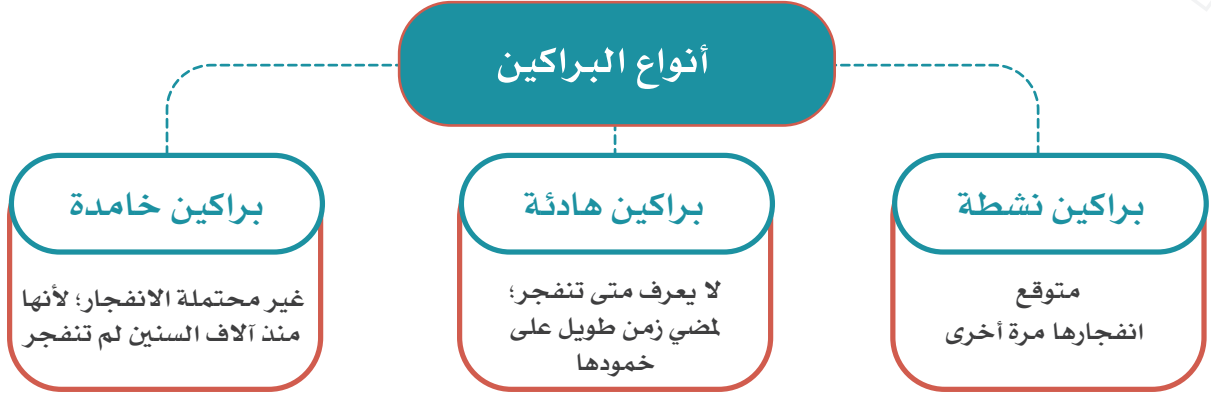 أنواع البراكين
براكين نشطة
متوقع
انفجارها مرة أخرى
براكين هادئة
لا يعرف متى تنفجر؛
لمضي زمن طويل على
خمودها
براكين خامدة
غير محتملة الانفجار؛ لأنها
منذ آلاف السنين لم تنفجر